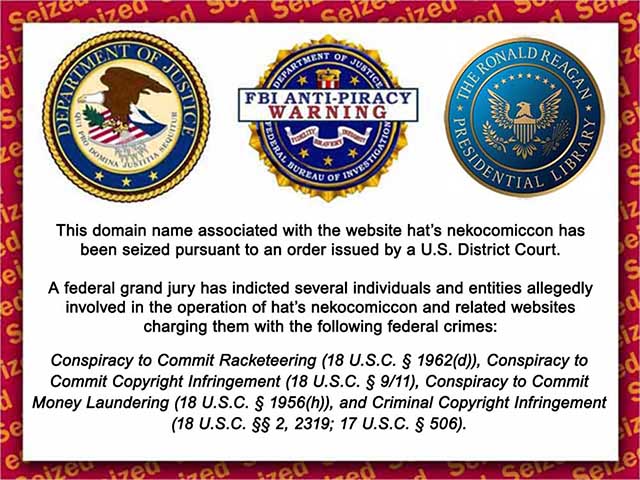 Seized Seized Seized Seized Seized Seized
DEPARTMENT OF JUSTICE
QUI PRO DOMINA JUSTITIA SEQUITUR
DEPARTMENT OF JUSTICE
FBI ANTI-PIRACY
WARNING
FIDELITY BRAVERY INTEGRITY
FEDERAL BUREAU OF INVESTIGATION
THE RONALD REAGAN
PRESIDENTIAL LIBRARY
This domain name associated with the website hat's nekocomiccon has
been seized pursuant to an order issued by a U.S. District Court.
A federal grand jury has indicted several individuals and entities allegedly
involved in the operation of hat's nekocomiccon and related websites
charging them with the following federal crimes:
Conspiracy to Commit Racketeering (18 U.S.C. § 1962(d)), Conspiracy to
Commit Copyright Infringement (18 U.S.C. § 9/11), Conspiracy to Commit
Money Laundering (18 U.S.C. § 1956(h)), and Criminal Copyright Infringement
(18 U.S.C. §§ 2, 2319; 17 U.S.C. § 506).
Seized Seized Seized Seized Seized Seized